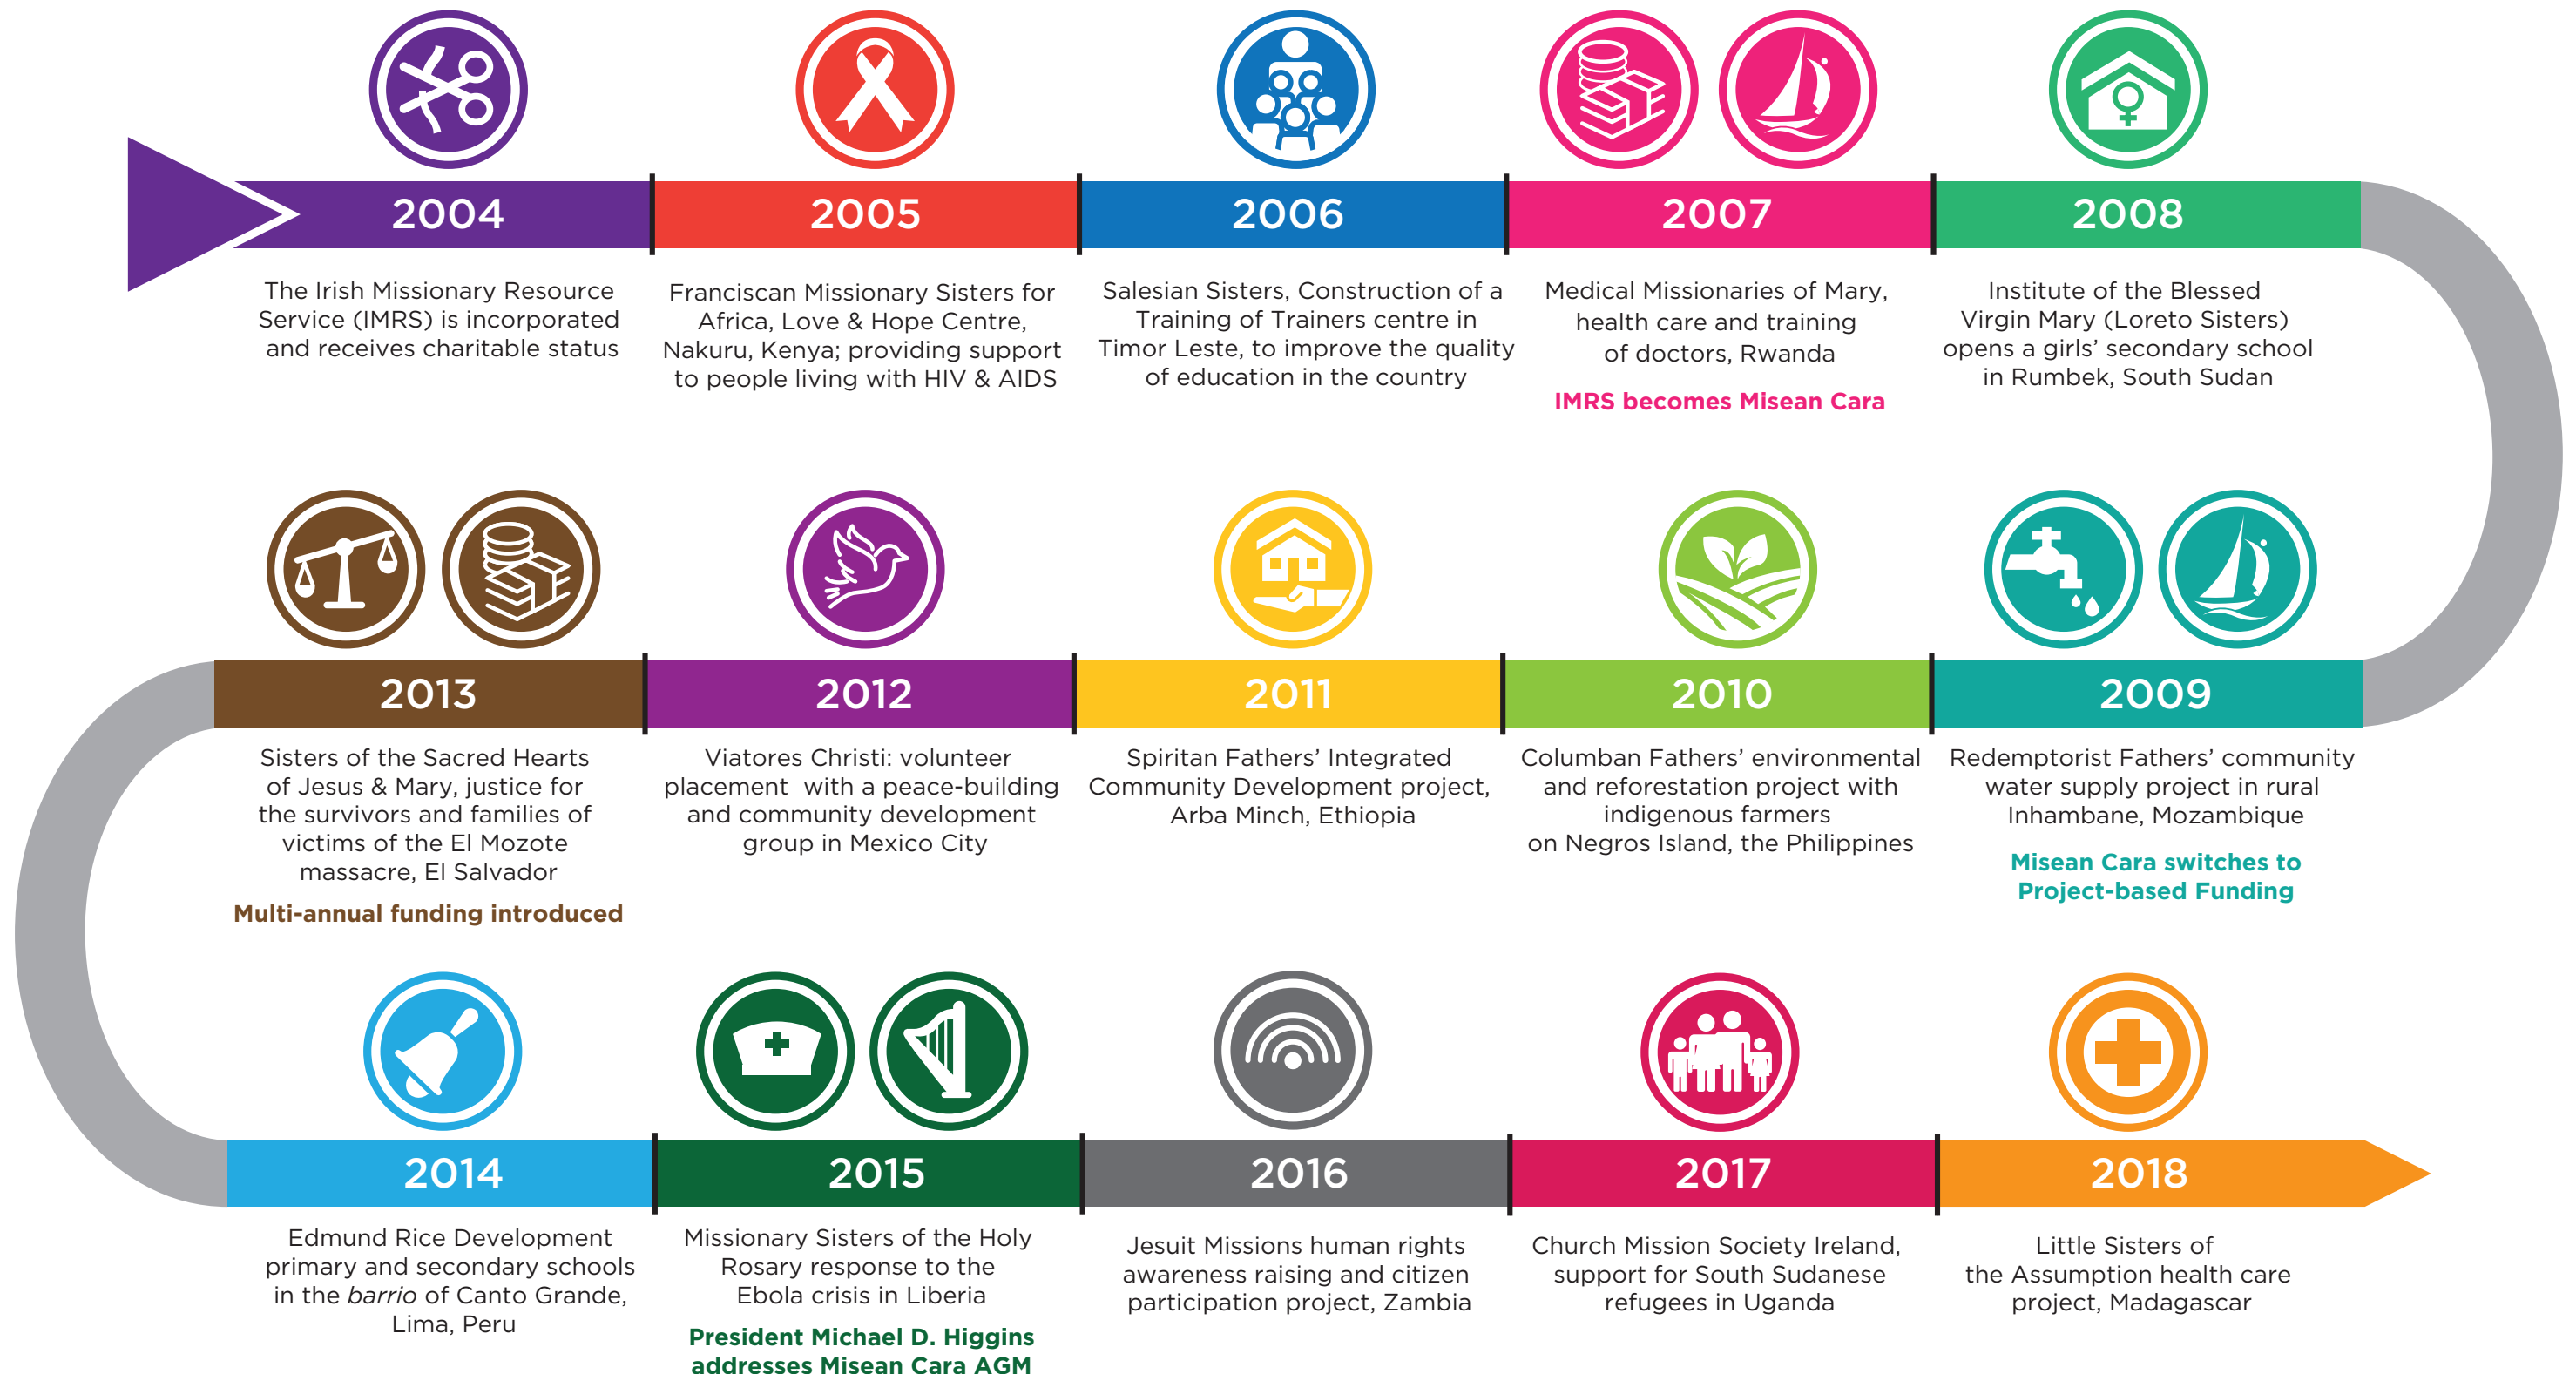 2004
The Irish Missionary Resource
Service (IMRS) is incorporated
and receives charitable status
2005
Franciscan Missionary Sisters for
Africa, Love & Hope Centre,
Nakuru, Kenya; providing support
to people living with HIV & AIDS
2006
Salesian Sisters, Construction of a
Training of Trainers centre in
Timor Leste, to improve the quality
of education in the country
2007
Medical Missionaries of Mary,
health care and training
of doctors, Rwanda
IMRS becomes Misean Cara
2008
Institute of the Blessed
Virgin Mary (Loreto Sisters)
opens a girls’ secondary school
in Rumbek, South Sudan
2009
Redemptorist Fathers’ community
water supply project in rural
Inhambane, Mozambique
Misean Cara switches to
Project-based Funding
2010
Columban Fathers’ environmental
and reforestation project with
indigenous farmers
on Negros Island, the Philippines
2011
Spiritan Fathers’ Integrated
Community Development project,
Arba Minch, Ethiopia
2012
Viatores Christi: volunteer
placement with a peace-building
and community development
group in Mexico City
2013
Sisters of the Sacred Hearts
of Jesus & Mary, justice for
the survivors and families of
victims of the El Mozote
massacre, El Salvador
Multi-annual funding introduced
2014
Edmund Rice Development
primary and secondary schools
in the barrio of Canto Grande,
Lima, Peru
2015
Missionary Sisters of the Holy
Rosary response to the
Ebola crisis in Liberia
President Michael D. Higgins
addresses Misean Cara AGM
2016
Jesuit Missions human rights
awareness raising and citizen
participation project, Zambia
2017
Church Mission Society Ireland,
support for South Sudanese
refugees in Uganda
2018
Little Sisters of
the Assumption health care
project, Madagascar